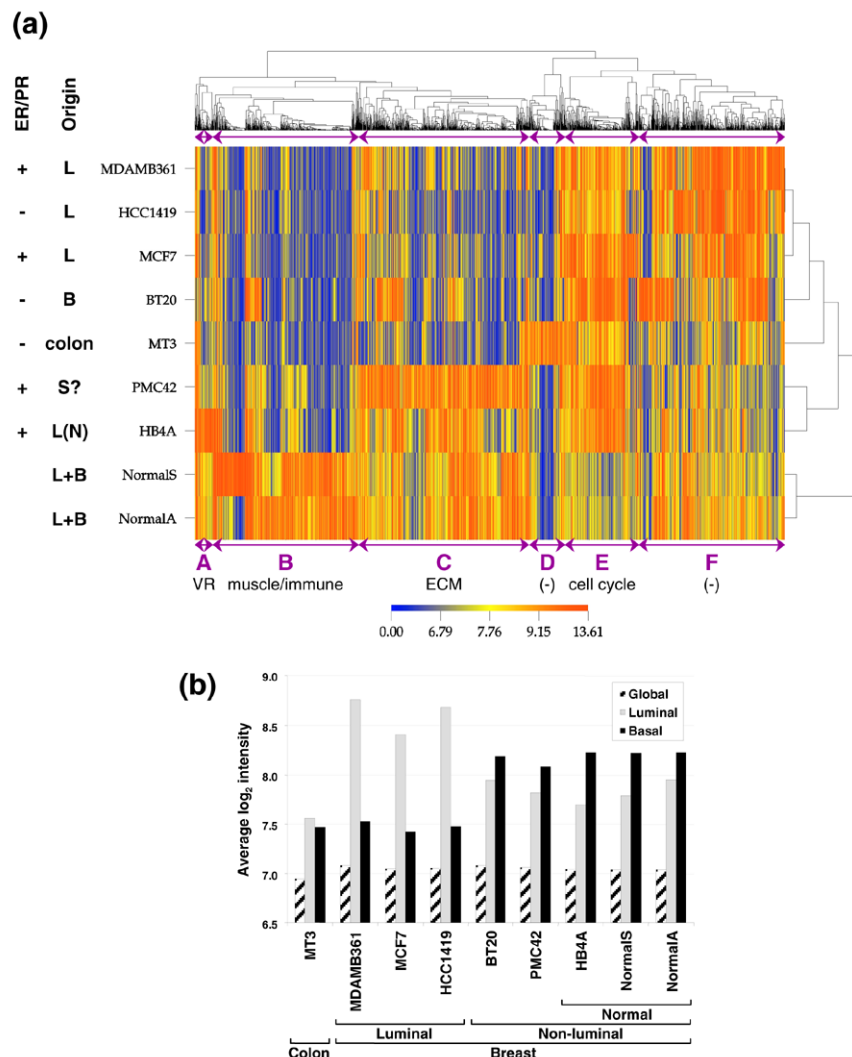 (a)
ER/PR
Origin
+ L MDAMB361
- L HCC1419
+ L MCF7
- B BT20
- colon MT3
+ S? PMC42
+ L(N) HB4A
L+B NormalS
L+B NormalA
A B C D E F
VR muscle/immune ECM (-) cell cycle (-)
0.00 6.79 7.76 9.15 13.61
(b)
Average log2 intensity
9.0
8.5
8.0
7.5
7.0
6.5
Global
Luminal
Basal
MT3
MDAMB361
MCF7
HCC1419
BT20
PMC42
HB4A
NormalS
NormalA
Normal
Luminal Non-luminal
Colon Breast